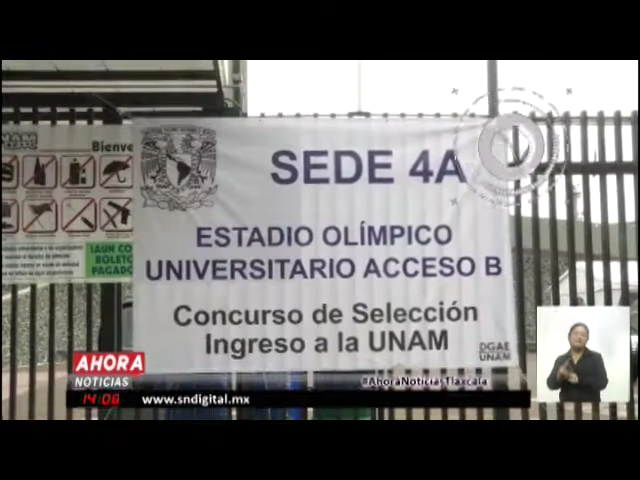 Bienve
¡AUN CO
BOLETO
PAGADO
SEDE 4A
ESTADIO OLÍMPICO
UNIVERSITARIO ACCESO B
Concurso de Selección
Ingreso a la UNAM
DGAE
UNAM
AHORA
NOTICIAS
14:06
www.sndigital.mx
#AhoraNoticiasTlaxcala